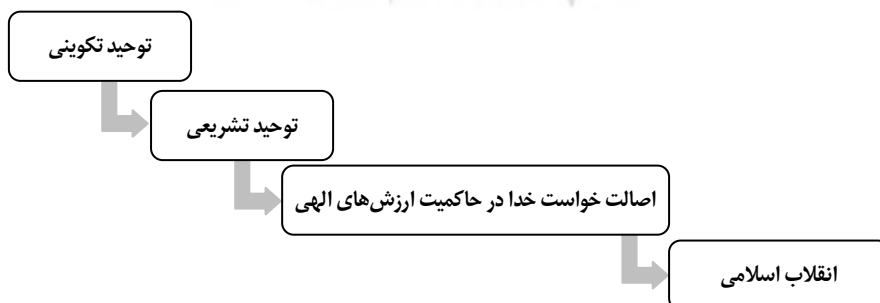 توحید تکوینی
توحید تشریعی
اصالت خواست خدا در حاکمیت ارزش‌های الهی
انقلاب اسلامی